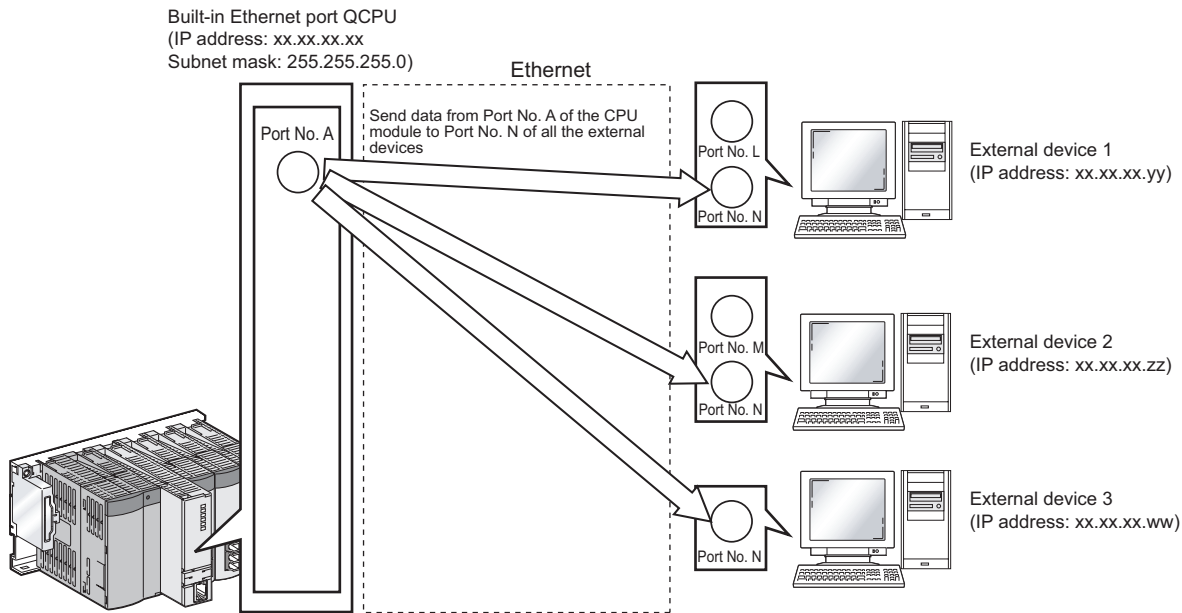 Built-in Ethernet port QCPU
(IP address: xx.xx.xx.xx
Subnet mask: 255.255.255.0)
Ethernet
Port No. A
Send data from Port No. A of the CPU
module to Port No. N of all the external
devices
Port No. L
Port No. N
External device 1
(IP address: xx.xx.xx.yy)
Port No. M
Port No. N
External device 2
(IP address: xx.xx.xx.zz)
Port No. N
External device 3
(IP address: xx.xx.xx.ww)